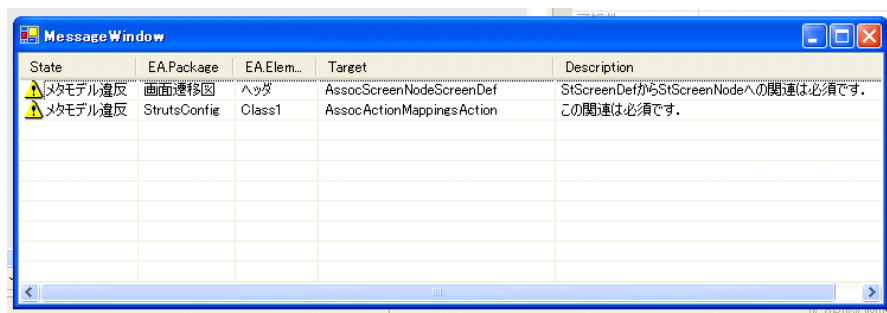 MessageWindow
State EA.Package EA.Elem... Target Description
メタモデル違反 画面遷移図 ヘッダ AssocScreenNodeScreenDef StScreenDefからStScreenNodeへの関連は必須です.
メタモデル違反 StrutsConfig Class1 AssocActionMappingsAction この関連は必須です.